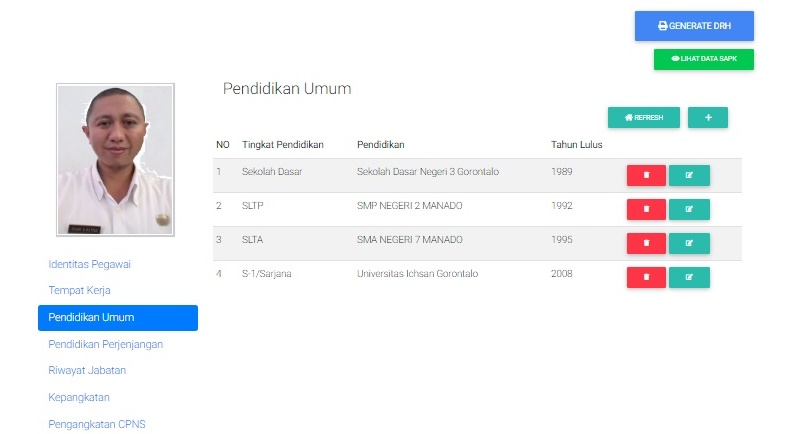 GENERATE DRH
LIHAT DATA SAPK
Pendidikan Umum
REFRESH
NO Tingkat Pendidikan Pendidikan Tahun Lulus
1 Sekolah Dasar Sekolah Dasar Negeri 3 Gorontalo 1989
2 SLTP SMP NEGERI 2 MANADO 1992
3 SLTA SMA NEGERI 7 MANADO 1995
4 S-1/Sarjana Universitas Ichsan Gorontalo 2008
Identitas Pegawai
Tempat Kerja
Pendidikan Umum
Pendidikan Perjenjangan
Riwayat Jabatan
Kepangkatan
Pengangkatan CPNS